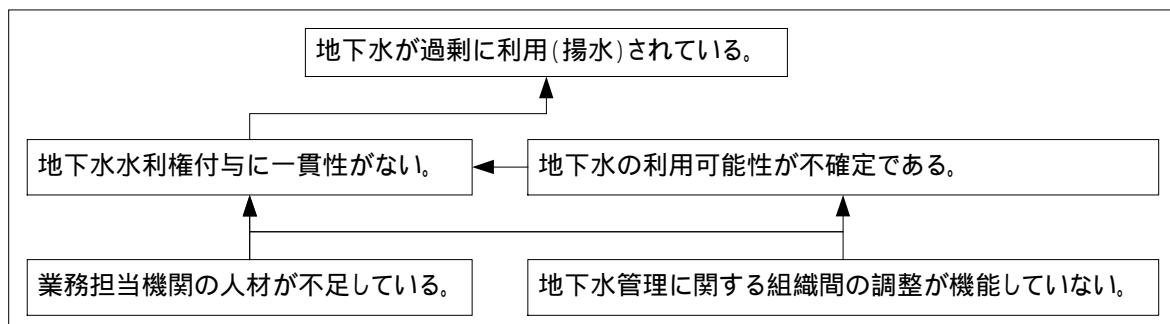 地下水が過剰に利用(揚水)されている。
地下水水利権付与に一貫性がない。
地下水の利用可能性が不確定である。
業務担当機関の人材が不足している。
地下水管理に関する組織間の調整が機能していない。